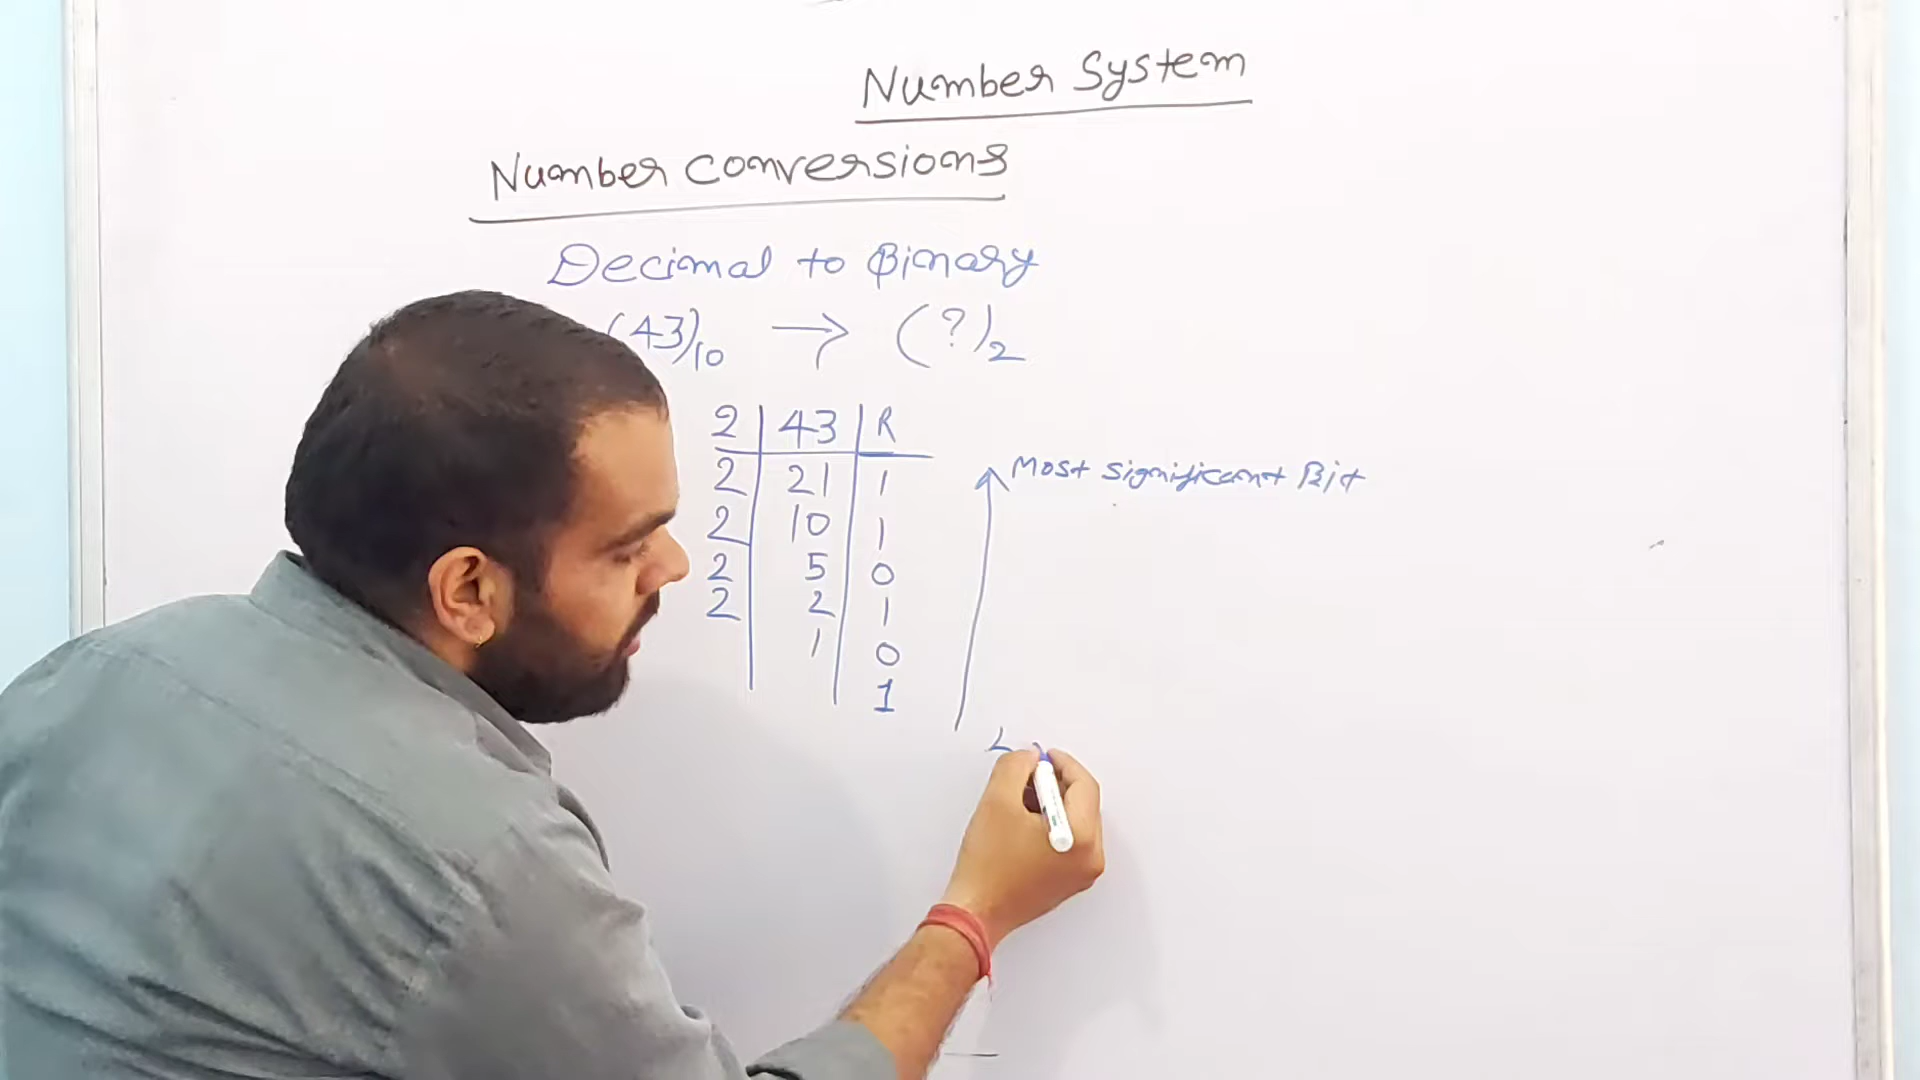 Number System
Number Conversions
Decimal to Binary
(43)10 → (?)2
2 | 43 | R
2 | 21 | 1
2 | 10 | 1
2 | 5 | 0
2 | 2 | 1
1 | 0
1
Most Significant Bit
L